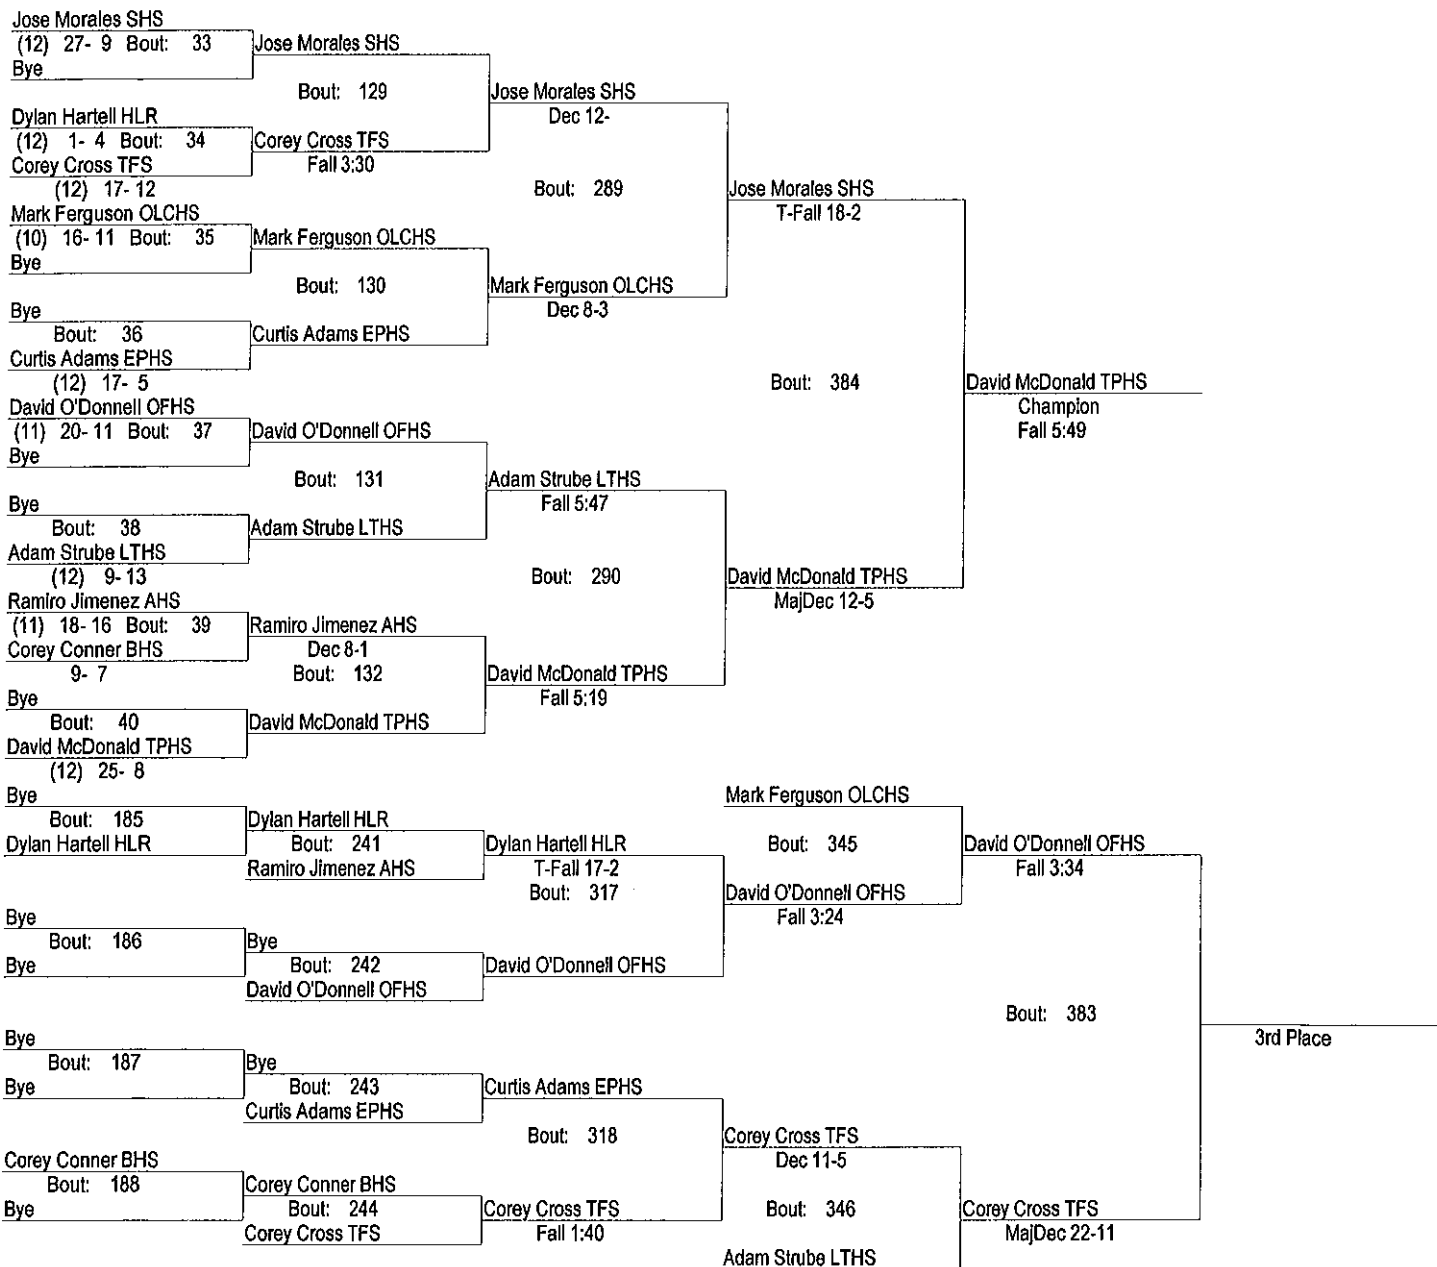 Jose Morales SHS
(12) 27- 9 Bout: 33
Bye
Jose Morales SHS
Bout: 129
Dylan Hartell HLR
(12) 1- 4 Bout: 34
Corey Cross TFS
(12) 17- 12
Corey Cross TFS
Fall 3:30
Jose Morales SHS
Dec 12-
Bout: 289
Mark Ferguson OLCHS
(10) 16- 11 Bout: 35
Bye
Mark Ferguson OLCHS
Bout: 130
Bye
Bout: 36
Curtis Adams EPHS
(12) 17- 5
Curtis Adams EPHS
Mark Ferguson OLCHS
Dec 8-3
Jose Morales SHS
T-Fall 18-2
Bout: 384
David O'Donnell OFHS
(11) 20- 11 Bout: 37
Bye
David O'Donnell OFHS
Bout: 131
Bye
Bout: 38
Adam Strube LTHS
(12) 9- 13
Adam Strube LTHS
Adam Strube LTHS
Fall 5:47
Bout: 290
Ramiro Jimenez AHS
(11) 18- 16 Bout: 39
Corey Conner BHS
9- 7
Ramiro Jimenez AHS
Dec 8-1
Bout: 132
Bye
Bout: 40
David McDonald TPHS
(12) 25- 8
David McDonald TPHS
David McDonald TPHS
Fall 5:19
David McDonald TPHS
MajDec 12-5
David McDonald TPHS
Champion
Fall 5:49
Bye
Bout: 185
Dylan Hartell HLR
Dylan Hartell HLR
Bout: 241
Ramiro Jimenez AHS
Dylan Hartell HLR
T-Fall 17-2
Bout: 317
Bye
Bout: 186
Bye
Bye
Bout: 242
David O'Donnell OFHS
David O'Donnell OFHS
Mark Ferguson OLCHS
Bout: 345
David O'Donnell OFHS
Fall 3:24
David O'Donnell OFHS
Fall 3:34
Bout: 383
3rd Place
Bye
Bout: 187
Bye
Bye
Bout: 243
Curtis Adams EPHS
Curtis Adams EPHS
Bout: 318
Corey Conner BHS
Bout: 188
Bye
Corey Conner BHS
Bout: 244
Corey Cross TFS
Corey Cross TFS
Fall 1:40
Corey Cross TFS
Dec 11-5
Bout: 346
Adam Strube LTHS
Corey Cross TFS
MajDec 22-11